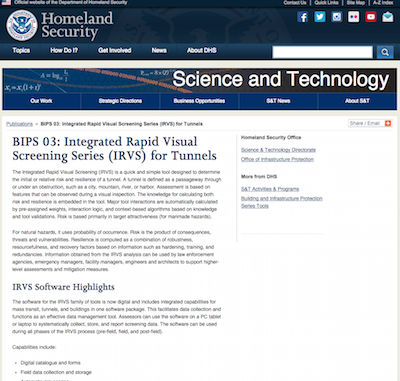 Official website of the Department of Homeland Security
Contact Us Quick Links Site Map A-Z Index
Homeland
Security
Topics How Do I? Get Involved News About DHS
Science and Technology
Our Work Strategic Directions Business Opportunities S&T News About S&T
Publications > BIPS 03: Integrated Rapid Visual Screening Series (IRVS) for Tunnels
Share / Email
BIPS 03: Integrated Rapid Visual
Screening Series (IRVS) for Tunnels
The Integrated Rapid Visual Screening (IRVS) is a quick and simple tool designed to determine
the initial or relative risk and resilience of a tunnel. A tunnel is defined as a passageway through
or under an obstruction, such as a city, mountain, river, or harbor. Assessment is based on
features that can be observed during a visual inspection. The knowledge for calculating both
risk and resilience is embedded in the tool. Major tool interactions are automatically calculated
by pre-assigned weights, interaction logic, and context-based algorithms based on knowledge
and tool validations. Risk is based primarily in target attractiveness (for manmade hazards).
For natural hazards, it uses probability of occurrence. Risk is the product of consequences,
threats and vulnerabilities. Resilience is computed as a combination of robustness,
resourcefulness, and recovery factors based on information such as hardening, training, and
redundancies. Information obtained from the IRVS analysis can be used by law enforcement
agencies, emergency managers, facility managers, engineers and architects to support higher-
level assessments and mitigation measures.
IRVS Software Highlights
The software for the IRVS family of tools is now digital and includes integrated capabilities for
mass transit, tunnels, and buildings in one software package. This facilitates data collection and
functions as an effective data management tool. Assessors can use the software on a PC tablet
or laptop to systematically collect, store, and report screening data. The software can be used
during all phases of the IRVS process (pre-field, field, and post-field).
Capabilities include:
Digital catalogue and forms
Field data collection and storage
Homeland Security Office
Science & Technology Directorate
Office of Infrastructure Protection
More from DHS
S&T Activities & Programs
Building and Infrastructure Protection
Series Tools